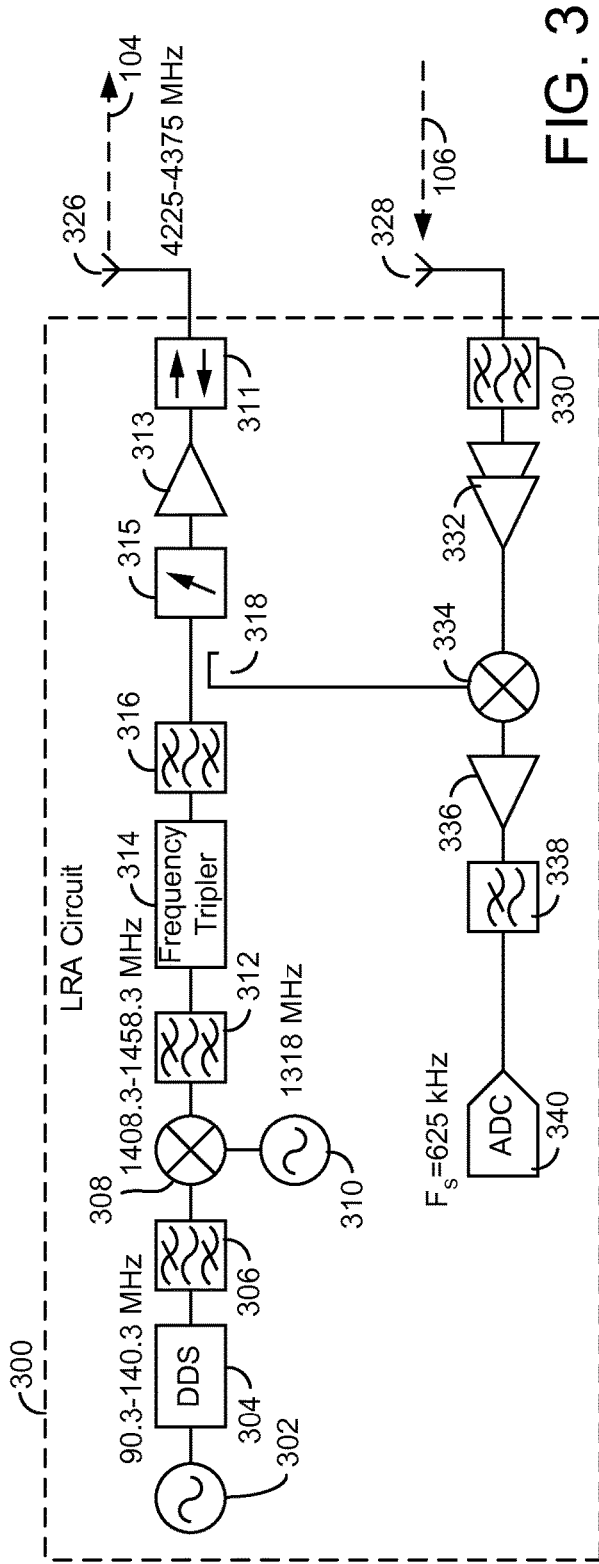 300
LRA Circuit
90.3-140.3 MHz
308
1408.3-1458.3 MHz
314
316
315
313
326
104
4225-4375 MHz
DDS
Frequency
Tripler
302
304
306
310
1318 MHz
312
318
311
106
328
F_s=625 kHz
ADC
340
338
336
334
332
330
FIG. 3